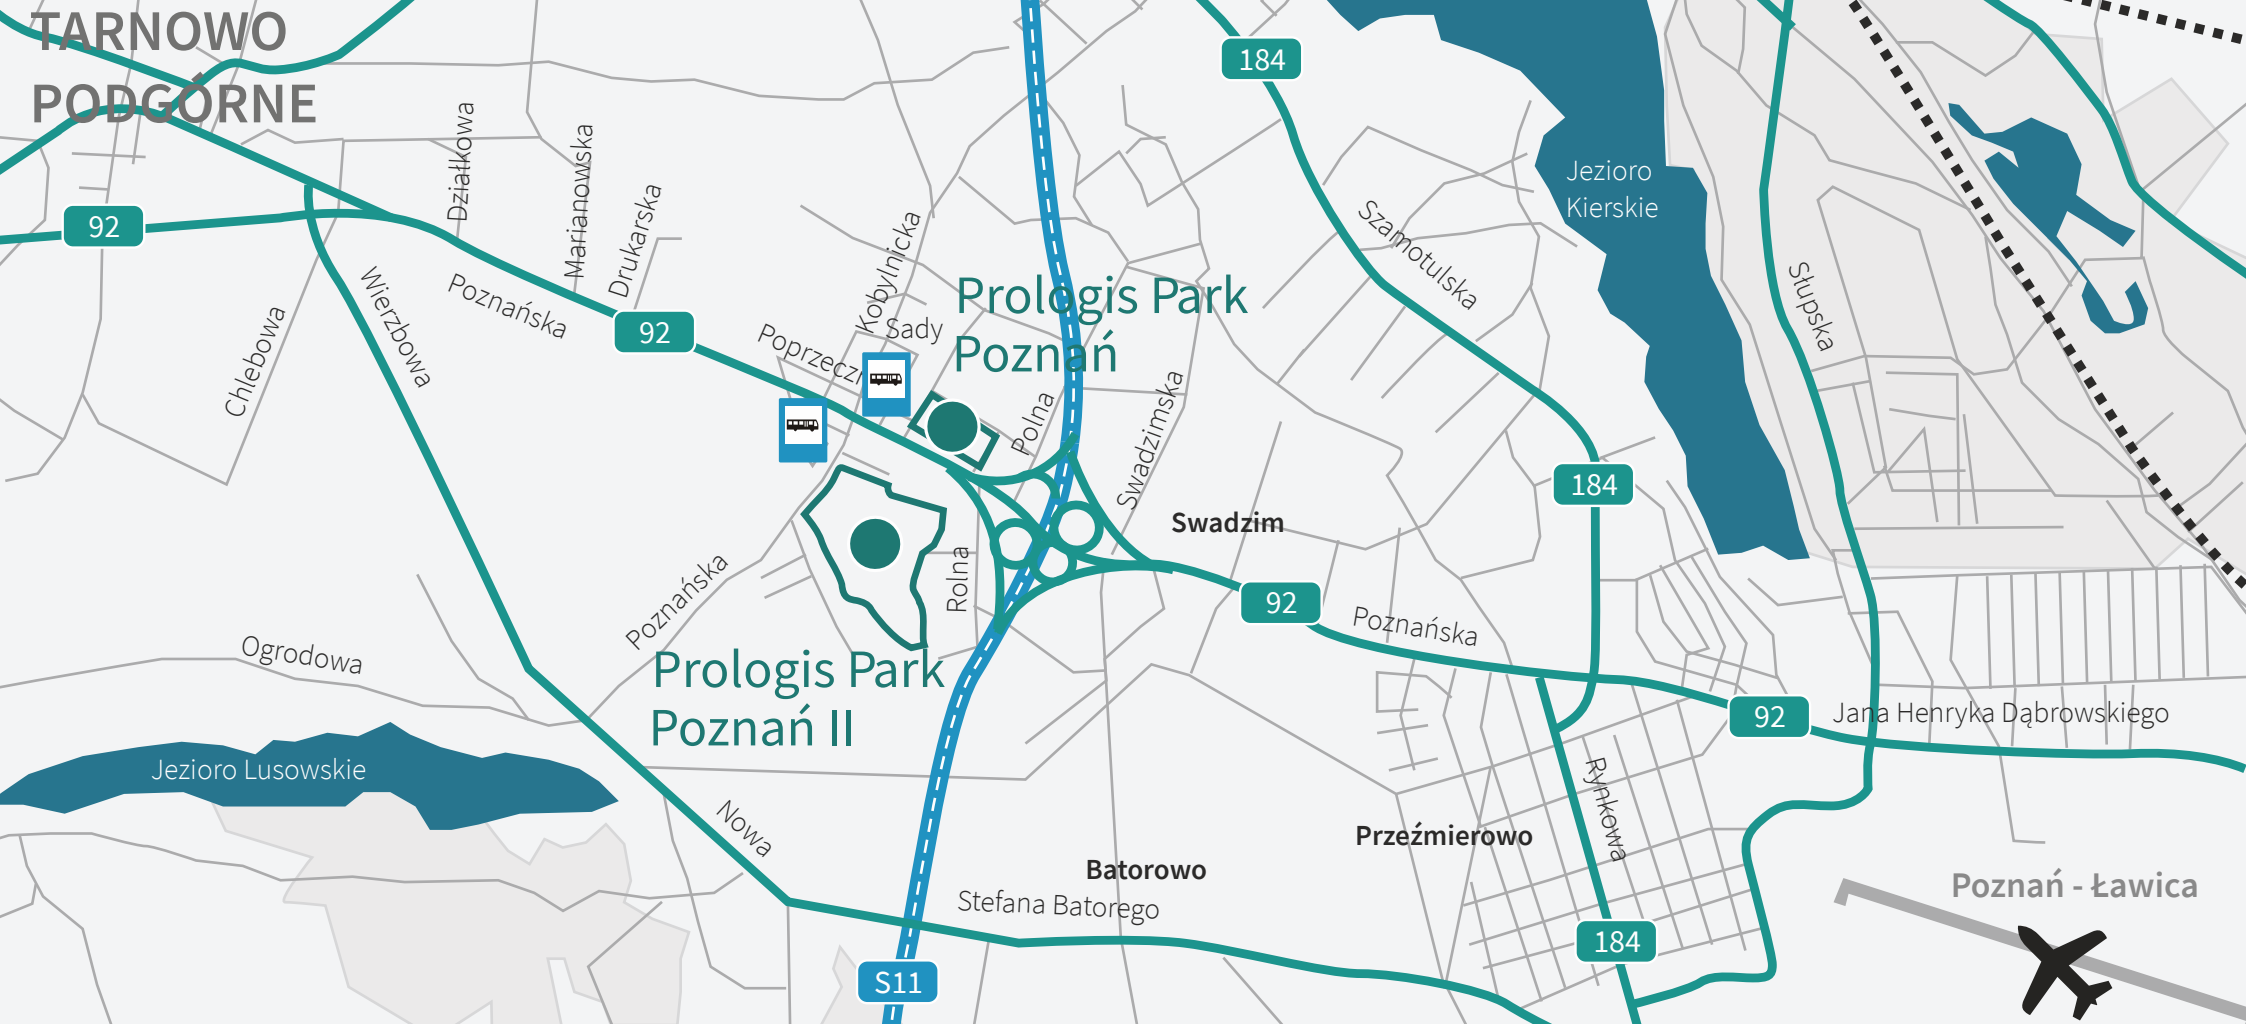 TARNOWO
PODGÓRNE
184
Jezioro
Kierskie
92
Działkowa
Marianowska
Drukarska
Kobylnicka
Szamotulska
Słupska
Wierzbowa
Poznańska
Chlebowa
92
Sady
Prologis Park
Poznań
Polna
Swadzimska
184
Swadzim
Poznańska
Rolna
92
Poznańska
Ogrodowa
Prologis Park
Poznań II
92
Jana Henryka Dąbrowskiego
Jezioro Lusowskie
Nowa
Rynkowa
Przeźmierowo
Batorowo
Stefana Batorego
Poznań - Ławica
184
S11